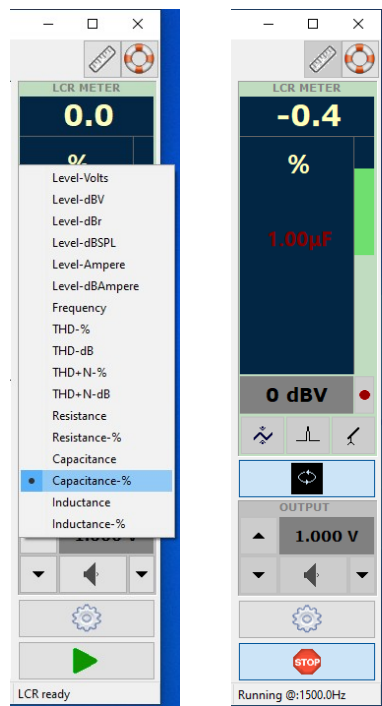 LCR METER
0.0
%
Level-Volts
Level-dBV
Level-dBr
Level-dBSPL
Level-Ampere
Level-dBAmpere
Frequency
THD-%
THD-dB
THD+N-%
THD+N-dB
Resistance
Resistance-%
Capacitance
Capacitance-%
Inductance
Inductance-%
LCR ready
LCR METER
-0.4
%
1.00µF
0 dBV
OUTPUT
1.000 V
STOP
Running @:1500.0Hz